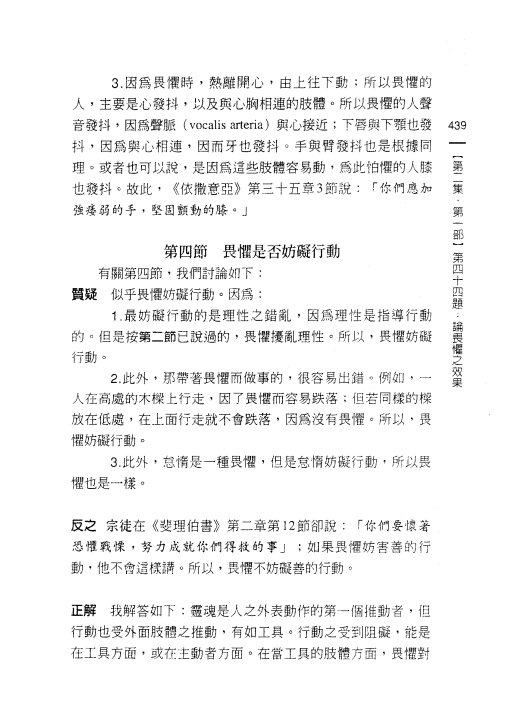 3.因爲畏懼時，熱離開心，由上往下動；所以畏懼的
人，主要是心發抖，以及與心胸相連的肢體。所以畏懼的人聲
音發抖，因爲聲脈（vocalis arteria）與心接近；下唇與下顎也發
抖，因爲與心相連，因而牙也發抖。手與臂發抖也是根據同
理。或者也可以說，是因爲這些肢體容易動，爲此怕懼的人膝
也發抖。故此，《依撒意亞》第三十五章3節說：「你們應加
強痿弱的手，堅固顫動的膝。」
第四節　畏懼是否妨礙行動
有關第四節，我們討論如下：
質疑　似乎畏懼妨礙行動。因爲：
1.最妨礙行動的是理性之錯亂，因爲理性是指導行動
的。但是按第二節已說過的，畏懼擾亂理性。所以，畏懼妨礙
行動。
2.此外，那帶著畏懼而做事的，很容易出錯。例如，一
人在高處的木樑上行走，因了畏懼而容易跌落；但若同樣的樑
放在低處，在上面行走就不會跌落，因爲沒有畏懼。所以，畏
懼妨礙行動。
3.此外，怠惰是一種畏懼，但是怠惰妨礙行動，所以畏
懼也是一樣。
反之　宗徒在《斐理伯書》第二章第12節卻說：「你們要懷著
恐懼戰慄，努力成就你們得救的事」；如果畏懼妨害善的行
動，他不會這樣講。所以，畏懼不妨礙善的行動。
正解　我解答如下：靈魂是人之外表動作的第一個推動者，但
行動也受外面肢體之推動，有如工具。行動之受到阻礙，能是
在工具方面，或在主動者方面。在當工具的肢體方面，畏懼對
439
【第二集．第一部】第四十四題：論畏懼之效果